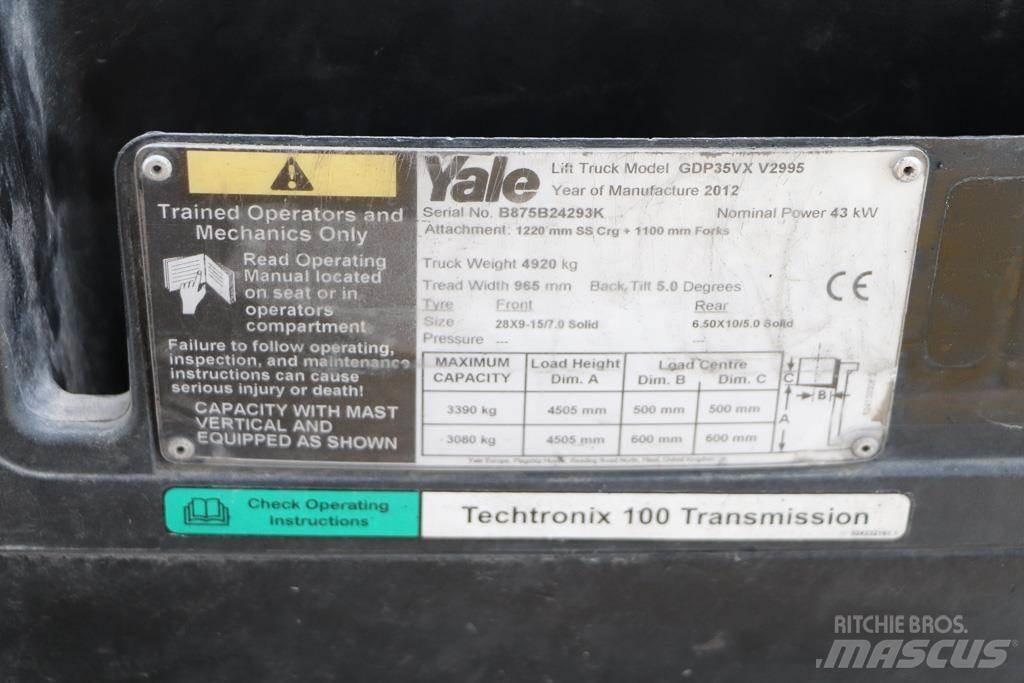 Trained Operators and
Mechanics Only
Read Operating
Manual located
on seat or in
operators
compartment
Failure to follow operating,
inspection, and maintenance
instructions can cause
serious injury or death!
CAPACITY WITH MAST
VERTICAL AND
EQUIPPED AS SHOWN
Yale Lift Truck Model GDP35VX V2995
Year of Manufacture 2012
Serial No. B875B24293K Nominal Power 43 kW
Attachment: 1220 mm SS Crg + 1100 mm Forks
Truck Weight 4920 kg
Tread Width 965 mm Back Tilt 5.0 Degrees
CE
Tyre Front Rear
Size 28X9-15/7.0 Solid 6.50X10/5.0 Solid
Pressure --- ---
MAXIMUM CAPACITY Load Height Dim. A Load Centre Dim. B Dim. C
3390 kg 4505 mm 500 mm 500 mm
3080 kg 4505 mm 600 mm 600 mm
C
B
A
Check Operating
Instructions
Techtronix 100 Transmission
RITCHIE BROS.
MASCUS